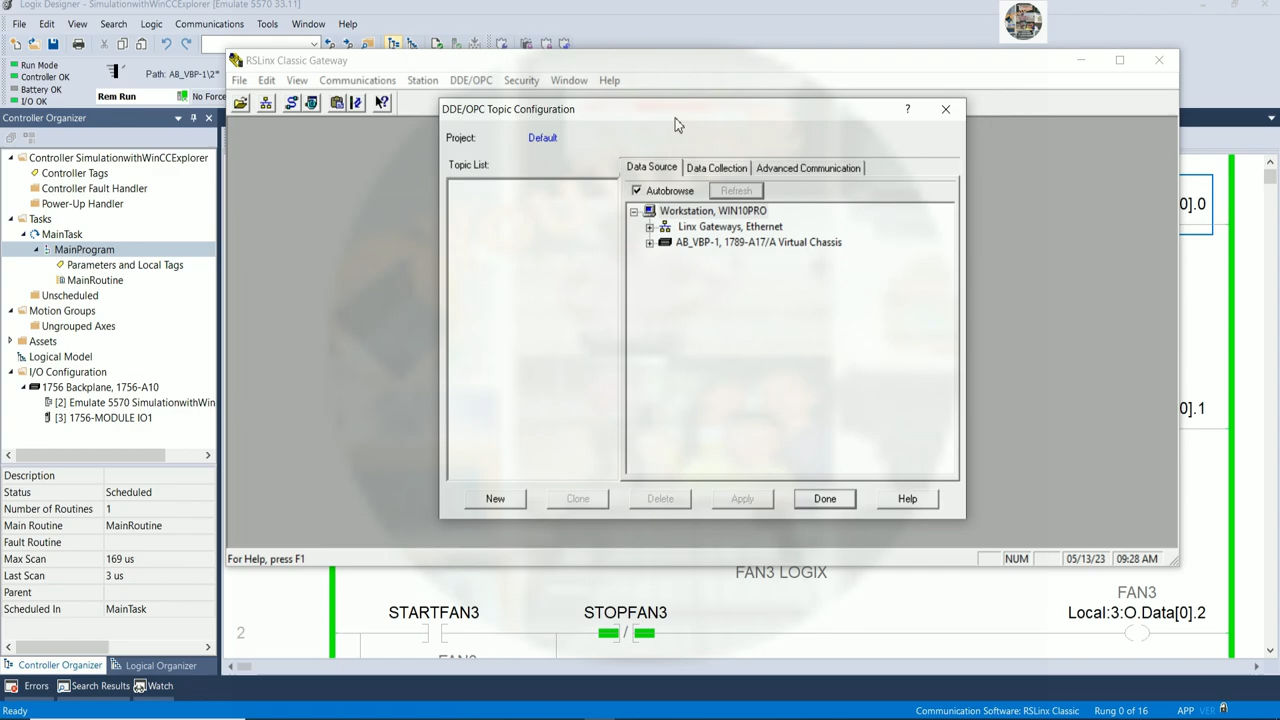 Logix Designer - SimulationwithWinCCExplorer [Emulate 5570 33.11]
File Edit View Search Logic Communications Tools Window Help
Run Mode
Controller OK
Battery OK
I/O OK
Path: AB_VBP-1\2*
Rem Run
No Force
Controller Organizer
Controller SimulationwithWinCCExplorer
Controller Tags
Controller Fault Handler
Power-Up Handler
Tasks
MainTask
MainProgram
Parameters and Local Tags
MainRoutine
Unscheduled
Motion Groups
Ungrouped Axes
Assets
Logical Model
I/O Configuration
1756 Backplane, 1756-A10
[2] Emulate 5570 SimulationwithWin
[3] 1756-MODULE IO1
Description
Status Scheduled
Number of Routines 1
Main Routine MainRoutine
Fault Routine
Max Scan 169 us
Last Scan 3 us
Parent
Scheduled In MainTask
Controller Organizer Logical Organizer
RSLinx Classic Gateway
File Edit View Communications Station DDE/OPC Security Window Help
DDE/OPC Topic Configuration
Project: Default
Topic List:
Data Source Data Collection Advanced Communication
Autobrowse Refresh
Workstation, WIN10PRO
Linx Gateways, Ethernet
AB_VBP-1, 1789-A17/A Virtual Chassis
New Clone Delete Apply Done Help
For Help, press F1
NUM 05/13/23 09:28 AM
[0].0
[0].1
FAN3 LOGIX
STARTFAN3 STOPFAN3
FAN3
Local:3:O.Data[0].2
2
Errors Search Results Watch
Ready
Communication Software: RSLinx Classic Rung 0 of 16 APP VER